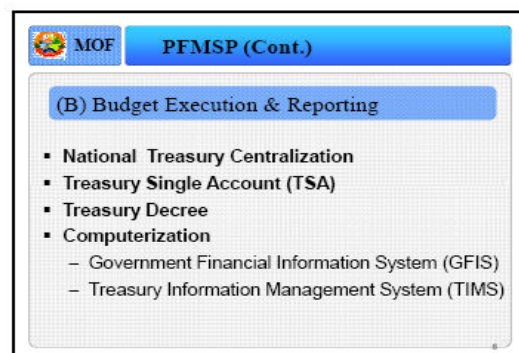 MOF
PFMSP (Cont.)
(B) Budget Execution & Reporting
▪ National Treasury Centralization
▪ Treasury Single Account (TSA)
▪ Treasury Decree
▪ Computerization
– Government Financial Information System (GFIS)
– Treasury Information Management System (TIMS)